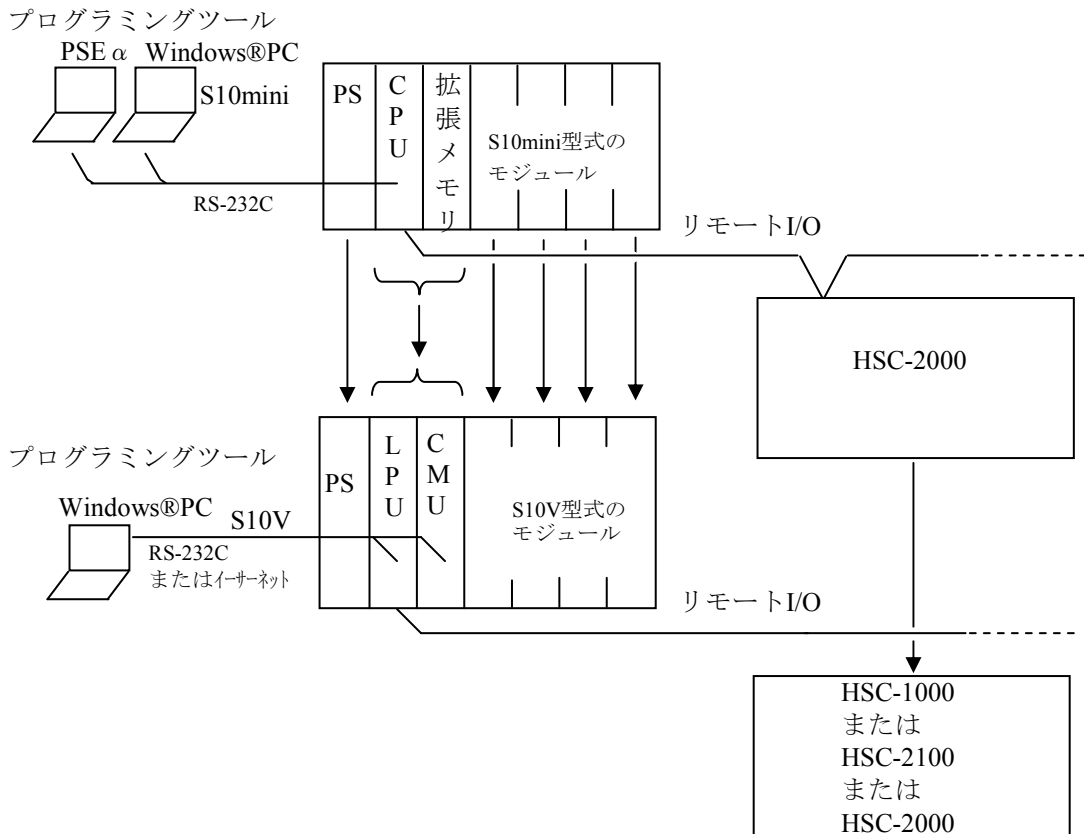 プログラミングツール
PSEα Windows®PC
S10mini
RS-232C
PS
CPU
拡張メモリ
S10mini型式の
モジュール
リモートI/O
HSC-2000
プログラミングツール
Windows®PC
S10V
RS-232C
またはイーサーネット
PS
LPU
CMU
S10V型式の
モジュール
リモートI/O
HSC-1000
または
HSC-2100
または
HSC-2000